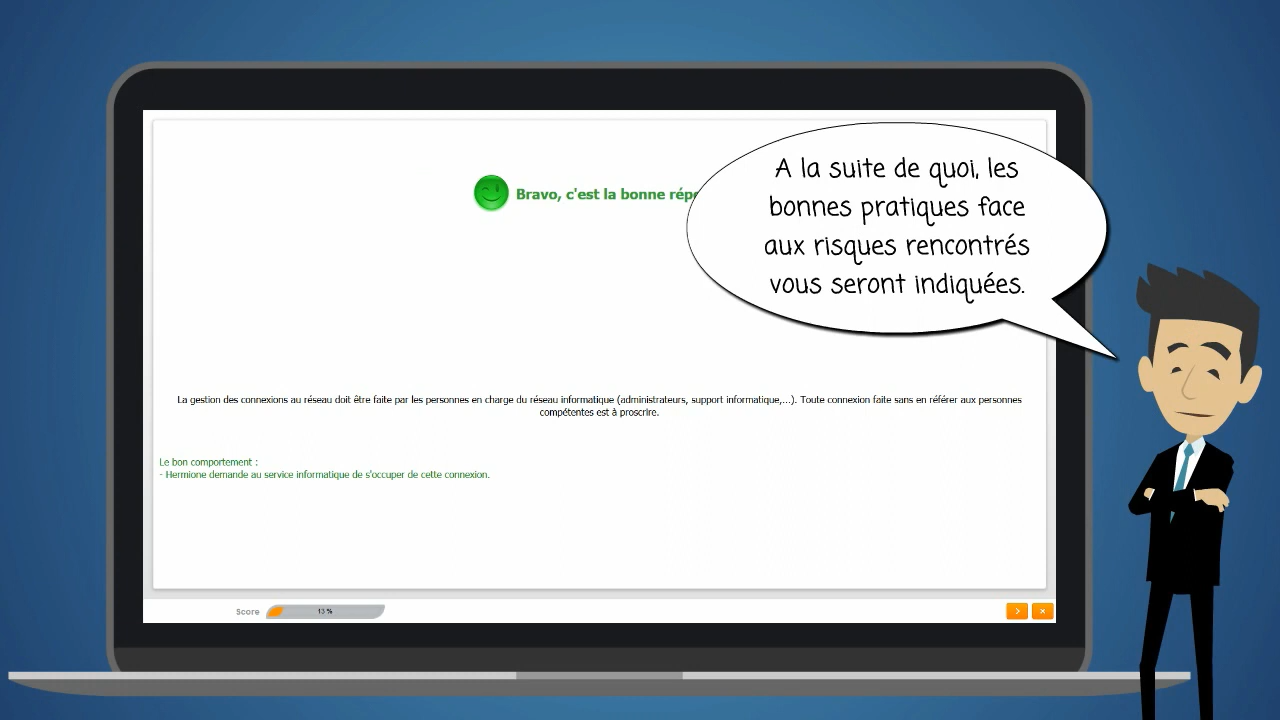 Bravo, c'est la bonne
A la suite de quoi, les
bonnes pratiques face
aux risques rencontrés
vous seront indiquées.
La gestion des connexions au réseau doit être faite par les personnes en charge du réseau informatique (administrateurs, support informatique,...). Toute connexion faite sans en référer aux personnes
compétentes est à proscrire.
Le bon comportement :
- Hermione demande au service informatique de s'occuper de cette connexion.
Score 13 %